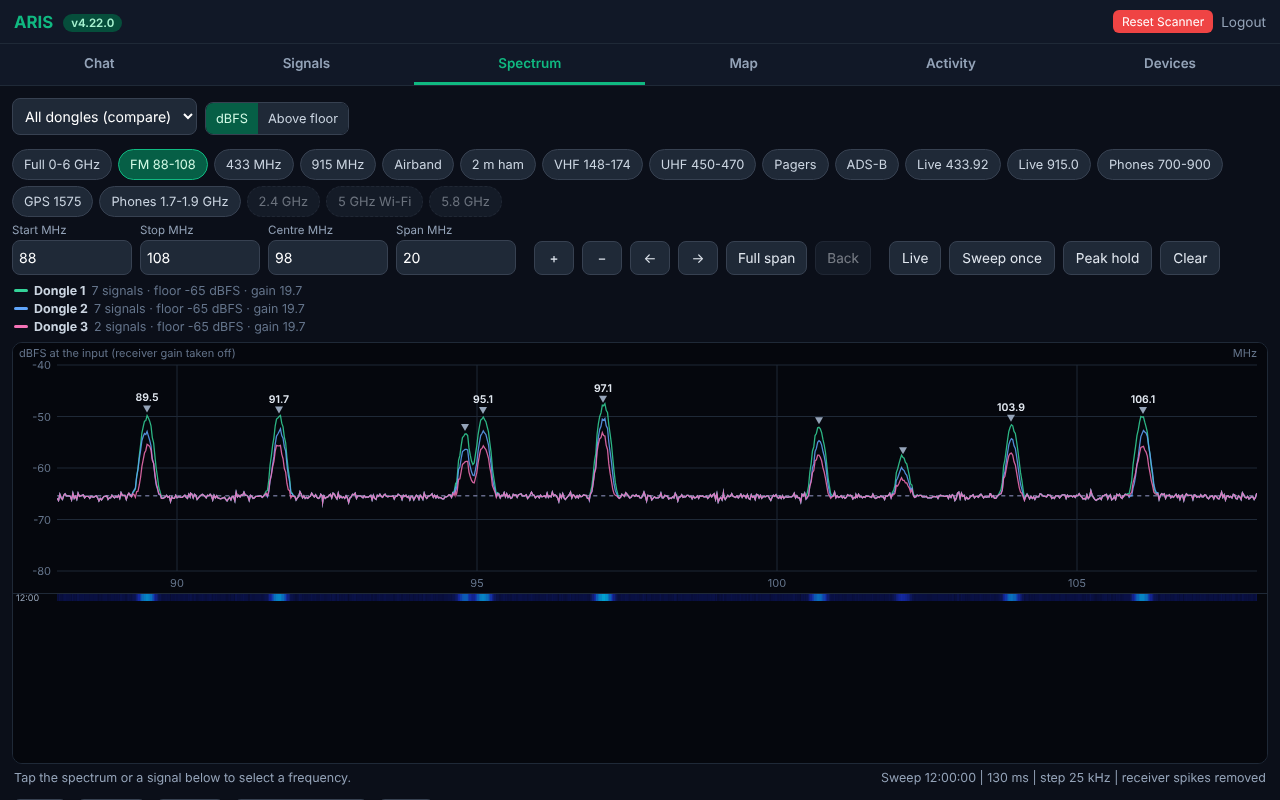 ARIS v4.22.0 Reset Scanner Logout
Chat Signals Spectrum Map Activity Devices
All dongles (compare) dBFS Above floor
Full 0-6 GHz FM 88-108 433 MHz 915 MHz Airband 2 m ham VHF 148-174 UHF 450-470 Pagers ADS-B Live 433.92 Live 915.0 Phones 700-900
GPS 1575 Phones 1.7-1.9 GHz 2.4 GHz 5 GHz Wi-Fi 5.8 GHz
Start MHz Stop MHz Centre MHz Span MHz
88 108 98 20 + − ← → Full span Back Live Sweep once Peak hold Clear
Dongle 1 7 signals · floor -65 dBFS · gain 19.7
Dongle 2 7 signals · floor -65 dBFS · gain 19.7
Dongle 3 2 signals · floor -65 dBFS · gain 19.7
dBFS at the input (receiver gain taken off) MHz
-40
97.1
89.5 91.7 95.1 103.9 106.1
-50
-60
-70
-80
90 95 100 105
12:00
Tap the spectrum or a signal below to select a frequency. Sweep 12:00:00 | 130 ms | step 25 kHz | receiver spikes removed